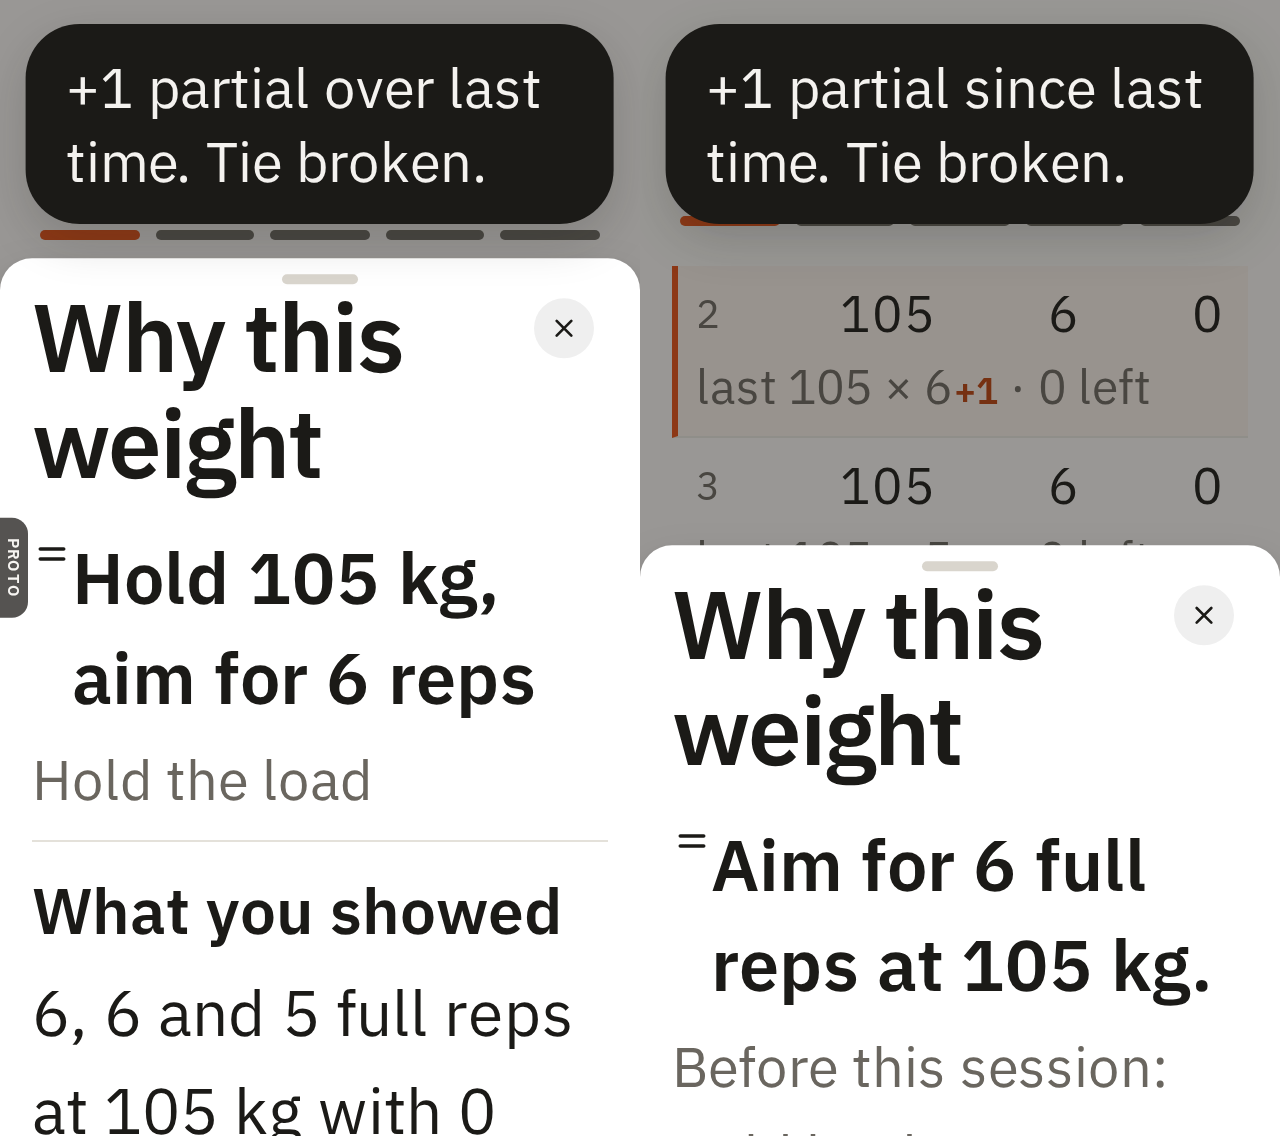 +1 partial over last
time. Tie broken.
Why this
weight
×
PROTO
= Hold 105 kg,
aim for 6 reps
Hold the load
What you showed
6, 6 and 5 full reps
at 105 kg with 0
+1 partial since last
time. Tie broken.
2 105 6 0
last 105 × 6+1 · 0 left
3 105 6 0
Why this
weight
×
= Aim for 6 full
reps at 105 kg.
Before this session: